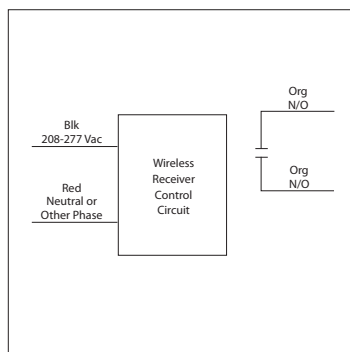 Blk
208-277 Vac
Red
Neutral or
Other Phase
Wireless
Receiver
Control
Circuit
Org
N/O
Org
N/O